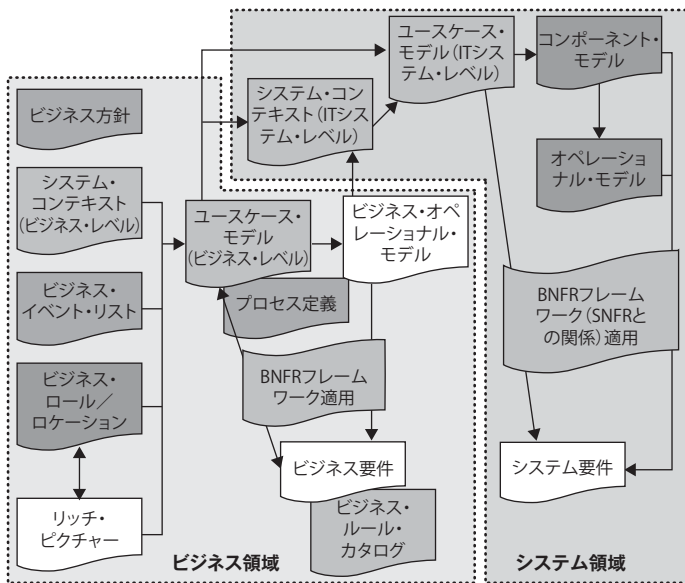 ユースケース・
モデル(ITシス
テム・レベル)
コンポーネント・
モデル
システム・コン
テキスト(ITシ
ステム・レベル)
ビジネス方針
オペレーショ
ナル・モデル
システム・
コンテキスト
(ビジネス・レベル)
ユースケース・
モデル
(ビジネス・レベル)
ビジネス・オペ
レーショナル・
モデル
ビジネス・
イベント・リスト
プロセス定義
BNFRフレーム
ワーク(SNFRと
の関係)適用
ビジネス・
ロール／
ロケーション
BNFRフレーム
ワーク適用
ビジネス要件
システム要件
リッチ・
ピクチャー
ビジネス・
ルール・
カタログ
ビジネス領域
システム領域